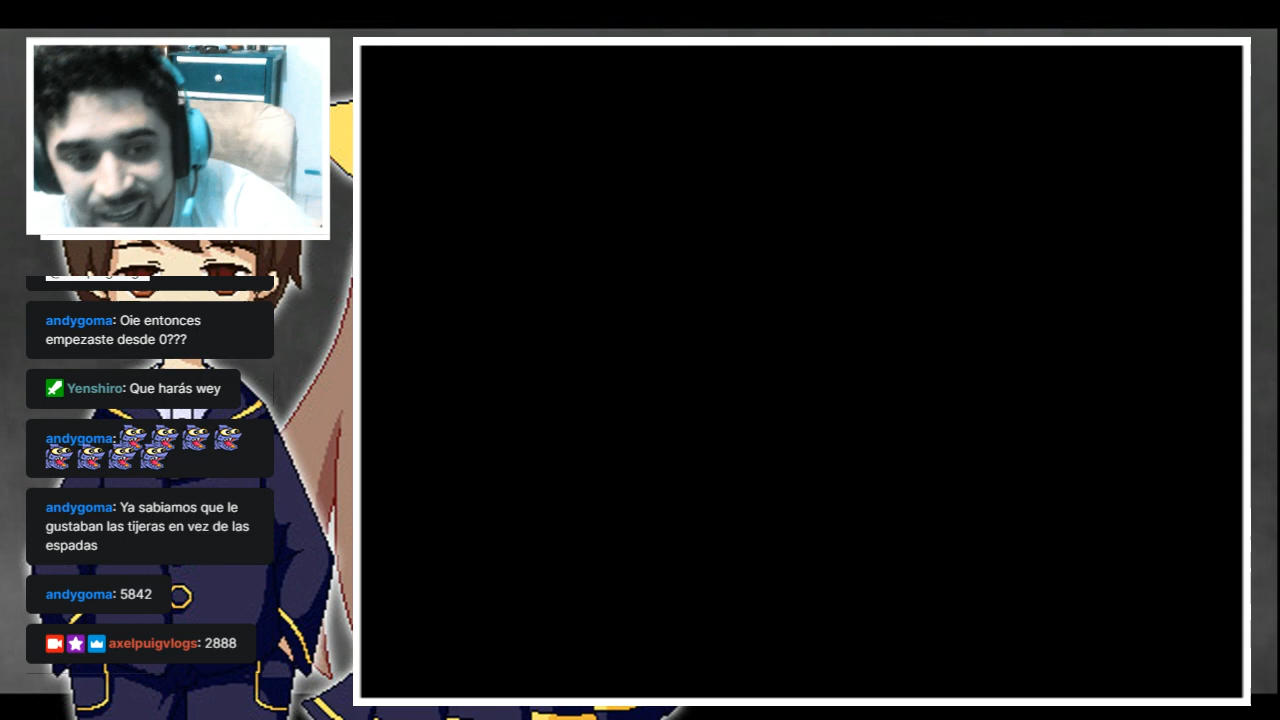 andygoma: Oie entonces
empezaste desde 0???
Yenshiro: Que harás wey
andygoma:
andygoma: Ya sabiamos que le
gustaban las tijeras en vez de las
espadas
andygoma: 5842
axelpuigvlogs: 2888